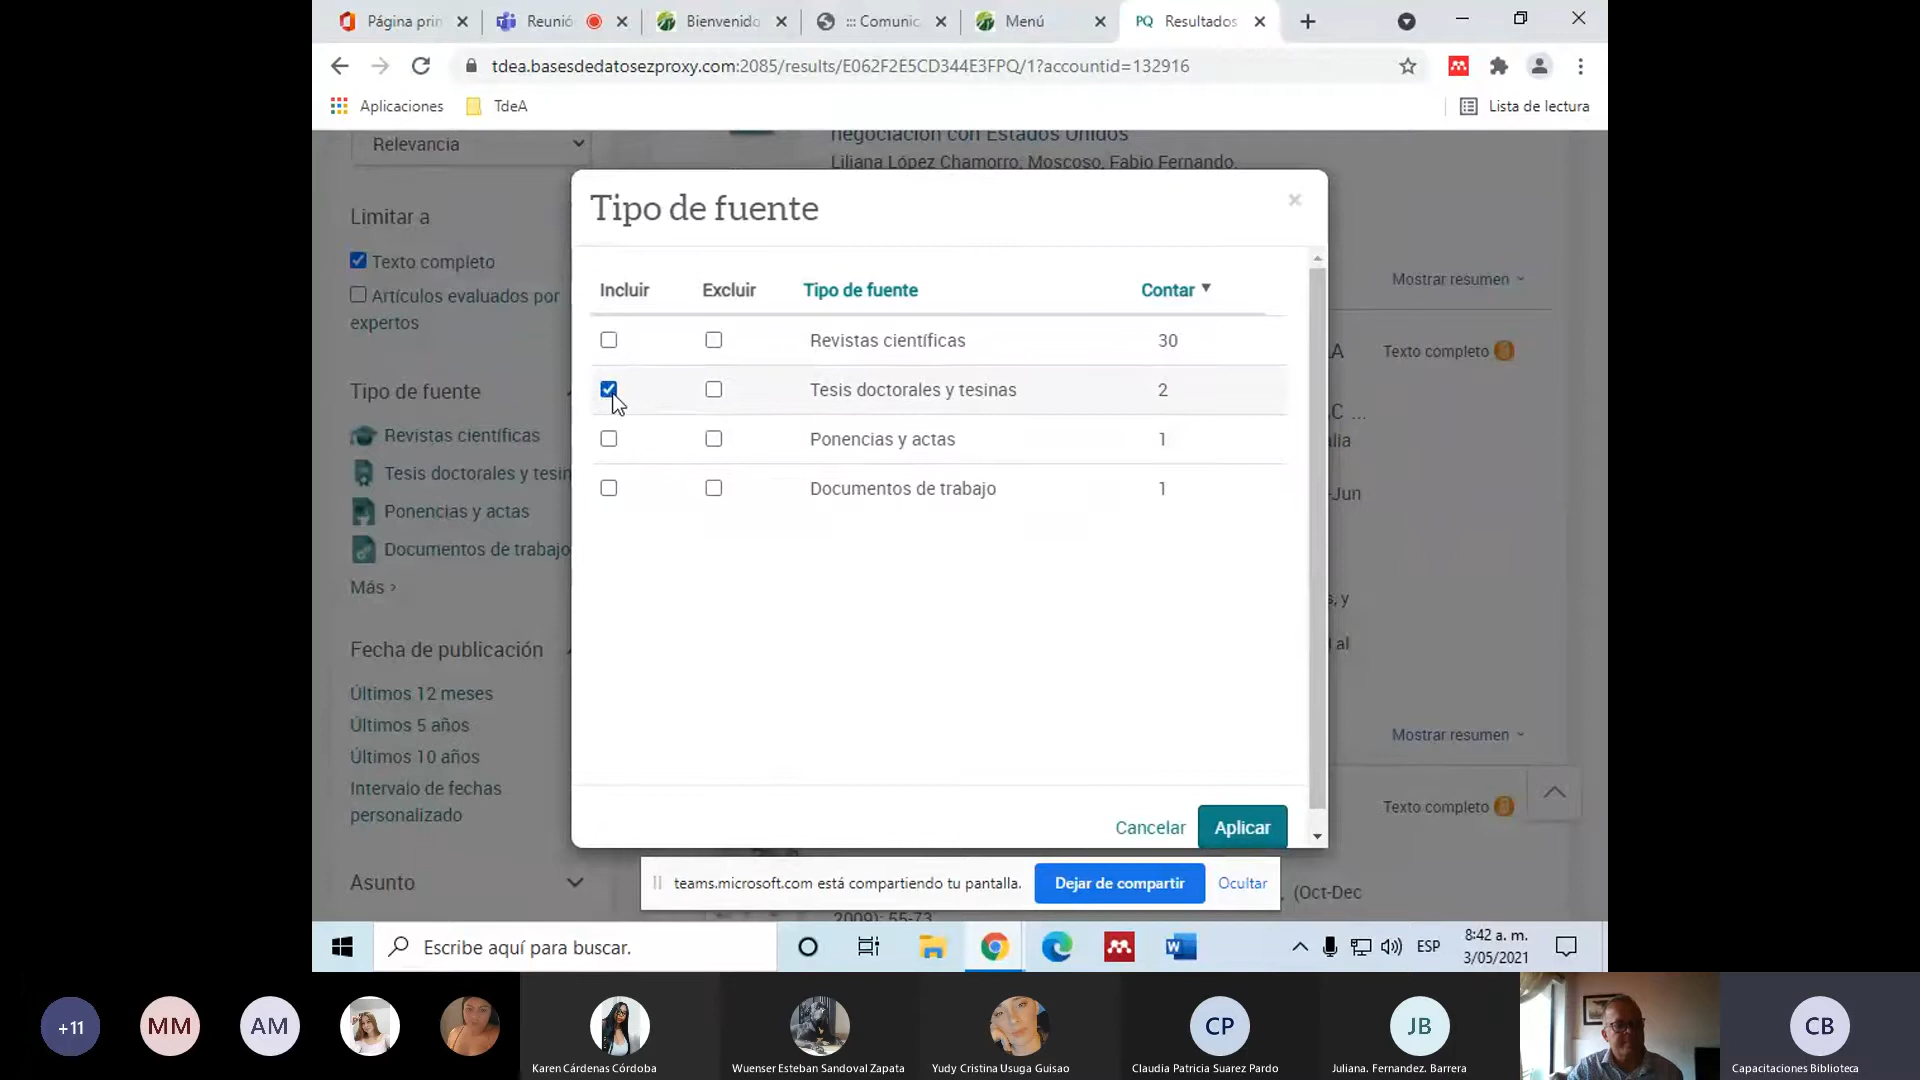 Página prin
Reunió
Bienvenido
::: Comunic
Menú
PQ Resultados
tdea.basesdedatosezproxy.com:2085/results/E062F2E5CD344E3FPQ/1?accountid=132916
Aplicaciones
TdeA
Lista de lectura
Relevancia
negociación con Estados Unidos
Liliana López Chamorro, Moscoso, Fabio Fernando.
Limitar a
Texto completo
Artículos evaluados por
expertos
Tipo de fuente
Revistas científicas
Tesis doctorales y tesin
Ponencias y actas
Documentos de trabajo
Más >
Fecha de publicación
Últimos 12 meses
Últimos 5 años
Últimos 10 años
Intervalo de fechas
personalizado
Asunto
Tipo de fuente
×
Incluir Excluir Tipo de fuente Contar ▼
Revistas científicas 30
Tesis doctorales y tesinas 2
Ponencias y actas 1
Documentos de trabajo 1
Cancelar Aplicar
Mostrar resumen
LA Texto completo
C ...
alia
-Jun
s, y
al
Mostrar resumen
Texto completo
(Oct-Dec
2009): 55-73
teams.microsoft.com está compartiendo tu pantalla. Dejar de compartir Ocultar
Escribe aquí para buscar.
ESP
8:42 a. m.
3/05/2021
+11
MM
AM
Karen Cárdenas Córdoba
Wuenser Esteban Sandoval Zapata
Yudy Cristina Usuga Guisao
CP
Claudia Patricia Suarez Pardo
JB
Juliana. Fernandez. Barrera
CB
Capacitaciones Biblioteca